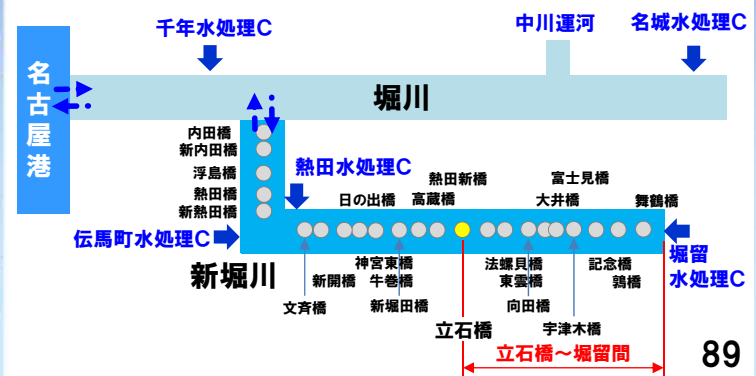 千年水処理C
中川運河
名城水処理C
名古屋港
堀川
内田橋
新内田橋
浮島橋
熱田橋
新熱田橋
熱田水処理C
熱田新橋
富士見橋
日の出橋
高蔵橋
大井橋
舞鶴橋
伝馬町水処理C
新堀川
神宮東橋
法螺貝橋
記念橋
堀留
水処理C
新開橋
牛巻橋
東雲橋
鶉橋
文斉橋
新堀田橋
向田橋
立石橋
宇津木橋
立石橋～堀留間
89